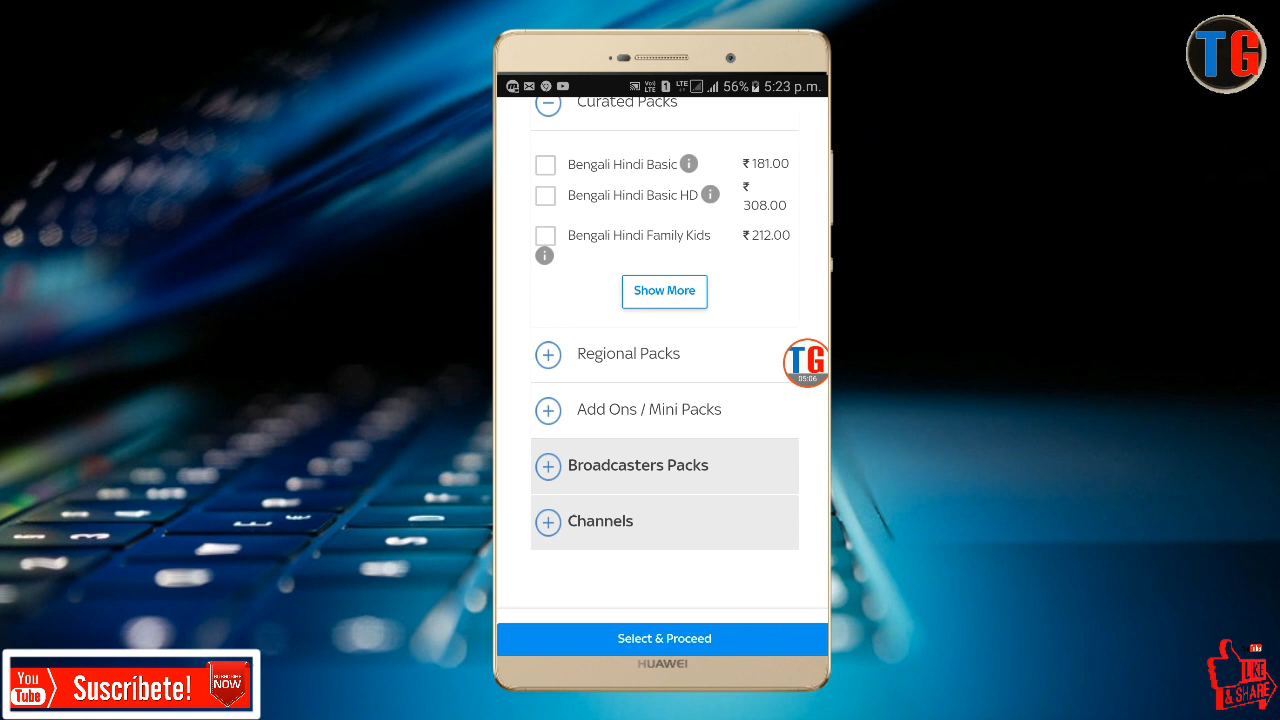 TG
56% 5:23 p.m.
Curated Packs
Bengali Hindi Basic ₹ 181.00
Bengali Hindi Basic HD ₹ 308.00
Bengali Hindi Family Kids ₹ 212.00
Show More
Regional Packs
TG
05:06
Add Ons / Mini Packs
Broadcasters Packs
Channels
Select & Proceed
HUAWEI
You Tube Suscríbete!
SUBSCRIBE NOW
LIKE
& SHARE